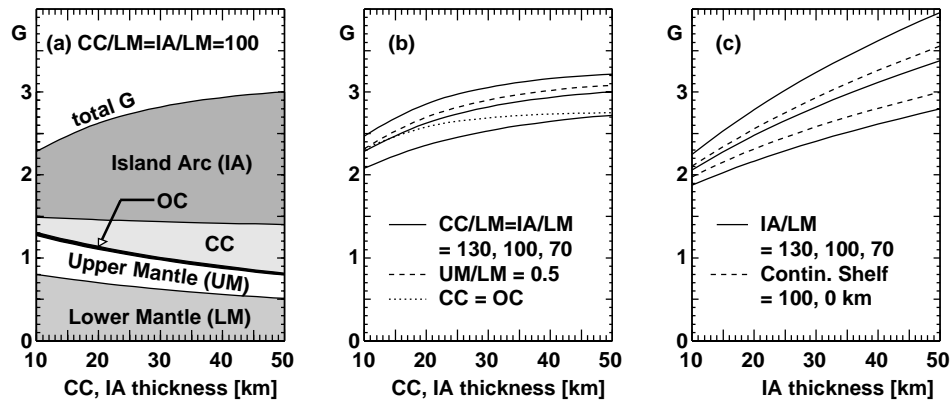 G
(a) CC/LM=IA/LM=100
3
2
1
0
total G
Island Arc (IA)
OC
CC
Upper Mantle (UM)
Lower Mantle (LM)
10 20 30 40 50
CC, IA thickness [km]
G
(b)
3
2
1
0
CC/LM=IA/LM
= 130, 100, 70
UM/LM = 0.5
CC = OC
10 20 30 40 50
CC, IA thickness [km]
G
(c)
3
2
1
0
IA/LM
= 130, 100, 70
Contin. Shelf
= 100, 0 km
10 20 30 40 50
IA thickness [km]